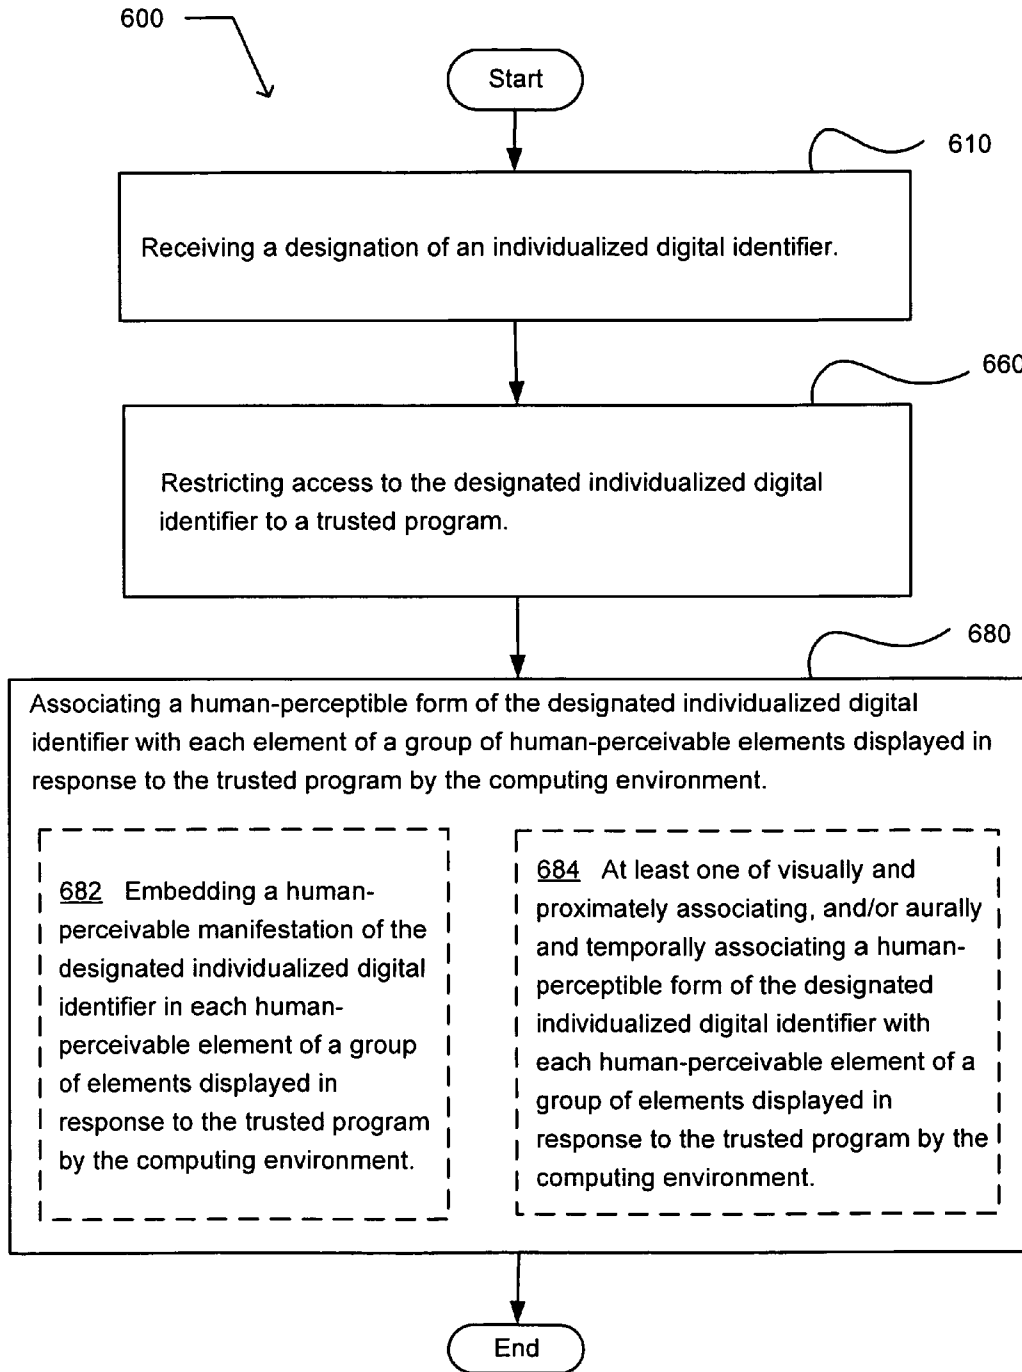 600
Start
610
Receiving a designation of an individualized digital identifier.
660
Restricting access to the designated individualized digital
identifier to a trusted program.
680
Associating a human-perceptible form of the designated individualized digital
identifier with each element of a group of human-perceivable elements displayed in
response to the trusted program by the computing environment.
682 Embedding a human-
perceivable manifestation of the
designated individualized digital
identifier in each human-
perceivable element of a group
of elements displayed in
response to the trusted program
by the computing environment.
684 At least one of visually and
proximately associating, and/or aurally
and temporally associating a human-
perceptible form of the designated
individualized digital identifier with
each human-perceivable element of a
group of elements displayed in
response to the trusted program by the
computing environment.
End